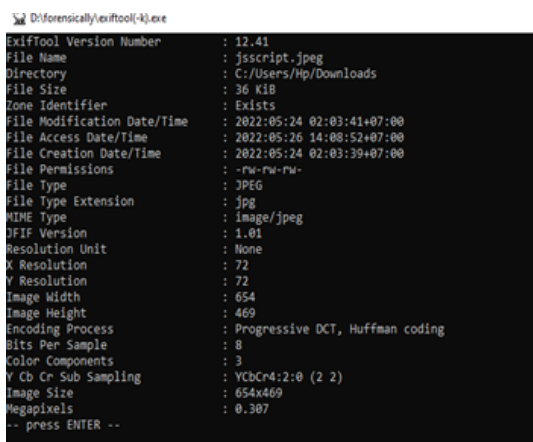 D:\forensically\exiftool(-k).exe
ExifTool Version Number : 12.41
File Name : jsscript.jpeg
Directory : C:/Users/Hp/Downloads
File Size : 36 KiB
Zone Identifier : Exists
File Modification Date/Time : 2022:05:24 02:03:41+07:00
File Access Date/Time : 2022:05:26 14:08:52+07:00
File Creation Date/Time : 2022:05:24 02:03:39+07:00
File Permissions : -rw-rw-rw-
File Type : JPEG
File Type Extension : jpg
MIME Type : image/jpeg
JFIF Version : 1.01
Resolution Unit : None
X Resolution : 72
Y Resolution : 72
Image Width : 654
Image Height : 469
Encoding Process : Progressive DCT, Huffman coding
Bits Per Sample : 8
Color Components : 3
Y Cb Cr Sub Sampling : YCbCr4:2:0 (2 2)
Image Size : 654x469
Megapixels : 0.307
-- press ENTER --